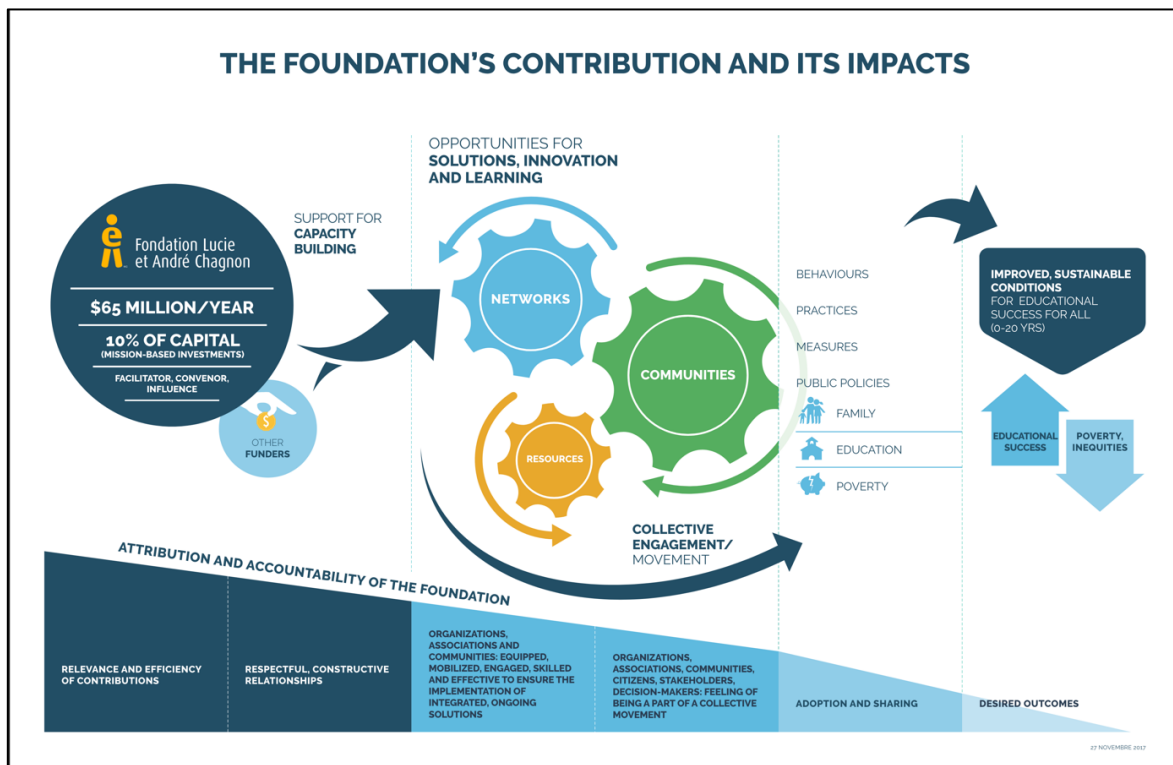 THE FOUNDATION'S CONTRIBUTION AND ITS IMPACTS
Fondation Lucie
et André Chagnon
$65 MILLION/YEAR
10% OF CAPITAL
(MISSION-BASED INVESTMENTS)
FACILITATOR, CONVENOR,
INFLUENCE
$
OTHER
FUNDERS
SUPPORT FOR
CAPACITY
BUILDING
OPPORTUNITIES FOR
SOLUTIONS, INNOVATION
AND LEARNING
NETWORKS
COMMUNITIES
RESOURCES
COLLECTIVE
ENGAGEMENT/
MOVEMENT
BEHAVIOURS
PRACTICES
MEASURES
PUBLIC POLICIES
FAMILY
EDUCATION
POVERTY
IMPROVED, SUSTAINABLE
CONDITIONS
FOR EDUCATIONAL
SUCCESS FOR ALL
(0-20 YRS)
EDUCATIONAL
SUCCESS
POVERTY,
INEQUITIES
ATTRIBUTION AND ACCOUNTABILITY OF THE FOUNDATION
RELEVANCE AND EFFICIENCY
OF CONTRIBUTIONS
RESPECTFUL, CONSTRUCTIVE
RELATIONSHIPS
ORGANIZATIONS,
ASSOCIATIONS AND
COMMUNITIES: EQUIPPED,
MOBILIZED, ENGAGED, SKILLED
AND EFFECTIVE TO ENSURE THE
IMPLEMENTATION OF
INTEGRATED, ONGOING
SOLUTIONS
ORGANIZATIONS,
ASSOCIATIONS, COMMUNITIES,
CITIZENS, STAKEHOLDERS,
DECISION-MAKERS: FEELING OF
BEING A PART OF A COLLECTIVE
MOVEMENT
ADOPTION AND SHARING
DESIRED OUTCOMES
27 NOVEMBRE 2017